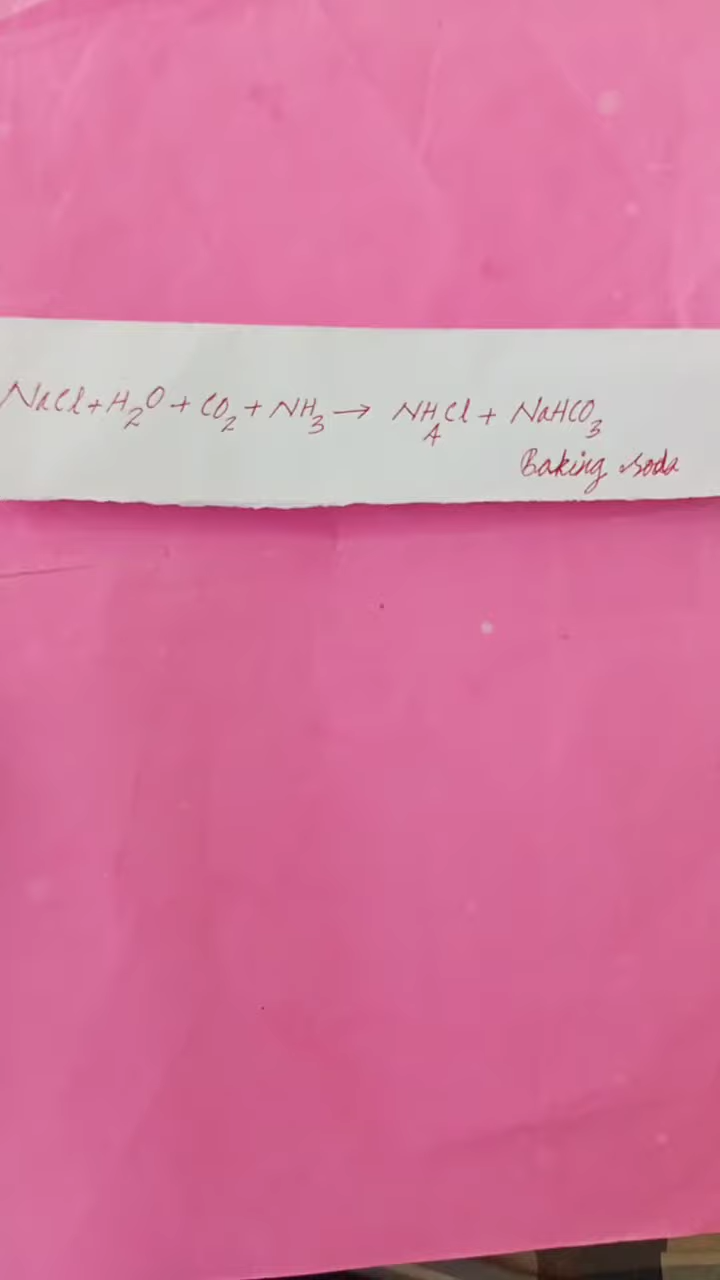 NaCl + H₂O + CO₂ + NH₃ → NH₄Cl + NaHCO₃
Baking soda